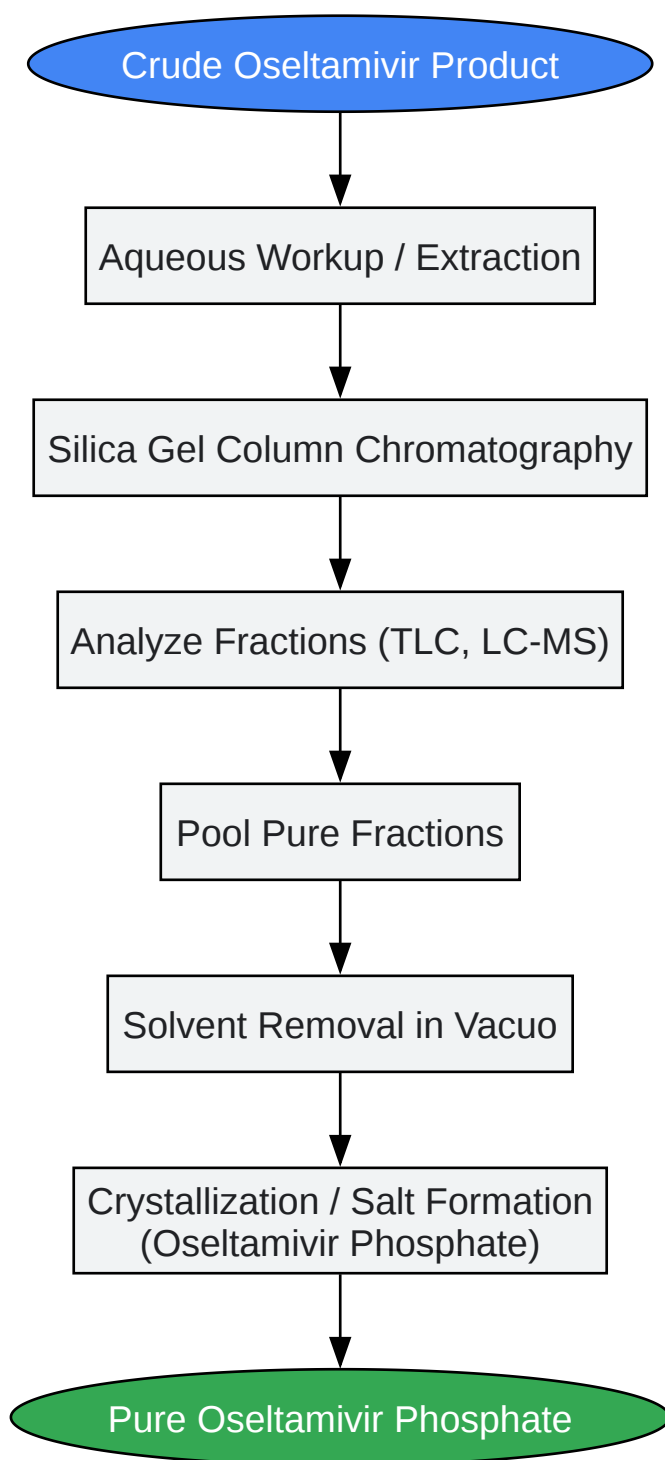 Crude Oseltamivir Product
Aqueous Workup / Extraction
Silica Gel Column Chromatography
Analyze Fractions (TLC, LC-MS)
Pool Pure Fractions
Solvent Removal in Vacuo
Crystallization / Salt Formation
(Oseltamivir Phosphate)
Pure Oseltamivir Phosphate